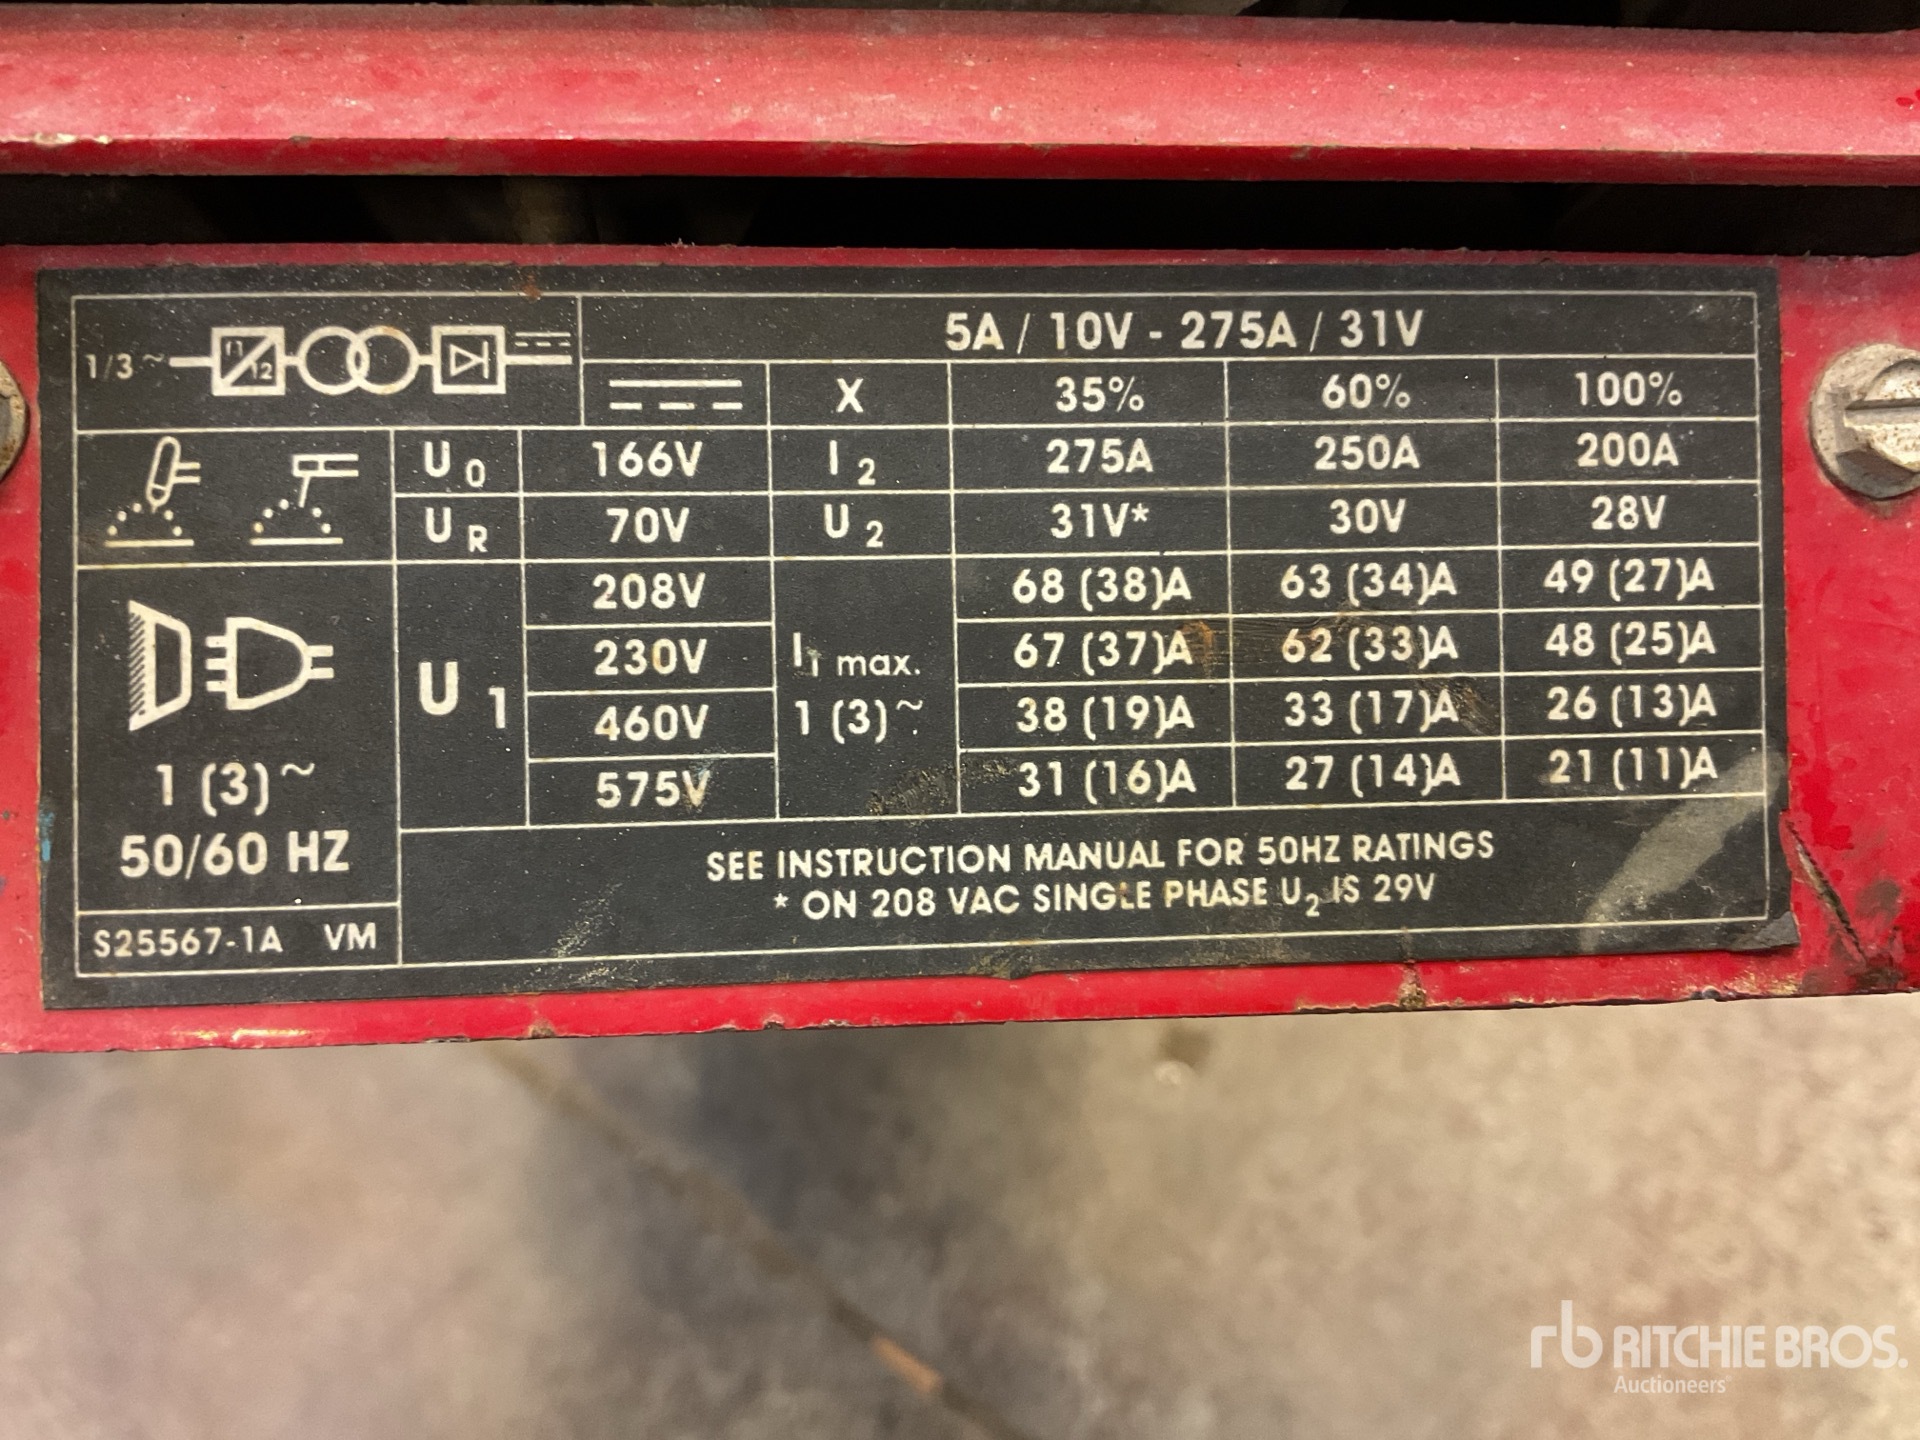 1/3 ~ f1 f2 5A / 10V - 275A / 31V
X 35% 60% 100%
U0 166V I2 275A 250A 200A
UR 70V U2 31V* 30V 28V
U1 208V I1 max. 1 (3)~ 68 (38)A 63 (34)A 49 (27)A
230V 67 (37)A 62 (33)A 48 (25)A
460V 38 (19)A 33 (17)A 26 (13)A
575V 31 (16)A 27 (14)A 21 (11)A
1 (3)~
50/60 HZ
SEE INSTRUCTION MANUAL FOR 50HZ RATINGS
* ON 208 VAC SINGLE PHASE U2 IS 29V
S25567-1A VM
rb RITCHIE BROS.
Auctioneers